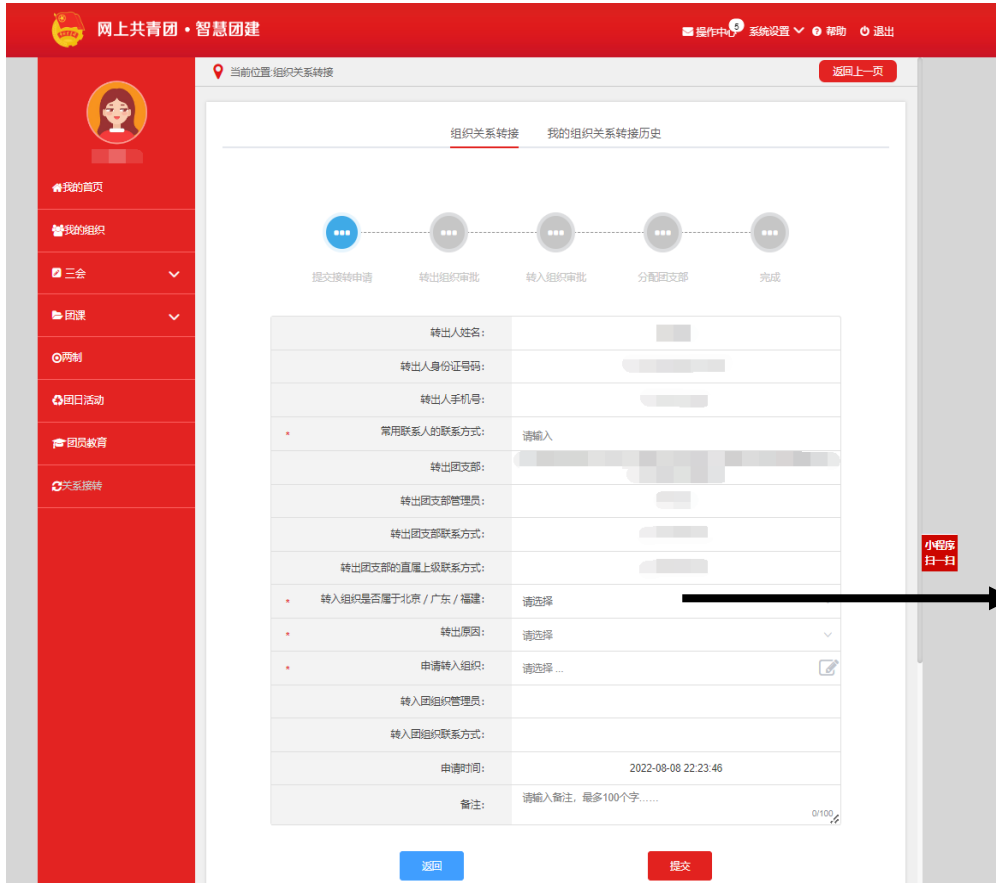 网上共青团·智慧团建
操作中心 5 系统设置 帮助 退出
当前位置:组织关系转接
返回上一页
我的首页
我的组织
三会
团课
两制
团日活动
团员教育
关系接转
组织关系转接 我的组织关系转接历史
提交接转申请 转出组织审批 转入组织审批 分配团支部 完成
转出人姓名:
转出人身份证号码:
转出人手机号:
* 常用联系人的联系方式: 请输入
转出团支部:
转出团支部管理员:
转出团支部联系方式:
转出团支部的直属上级联系方式:
* 转入组织是否属于北京/广东/福建: 请选择
* 转出原因: 请选择
* 申请转入组织: 请选择 ...
转入团组织管理员:
转入团组织联系方式:
申请时间: 2022-08-08 22:23:46
备注: 请输入备注，最多100个字……
0/100
返回 提交
小程序
扫一扫